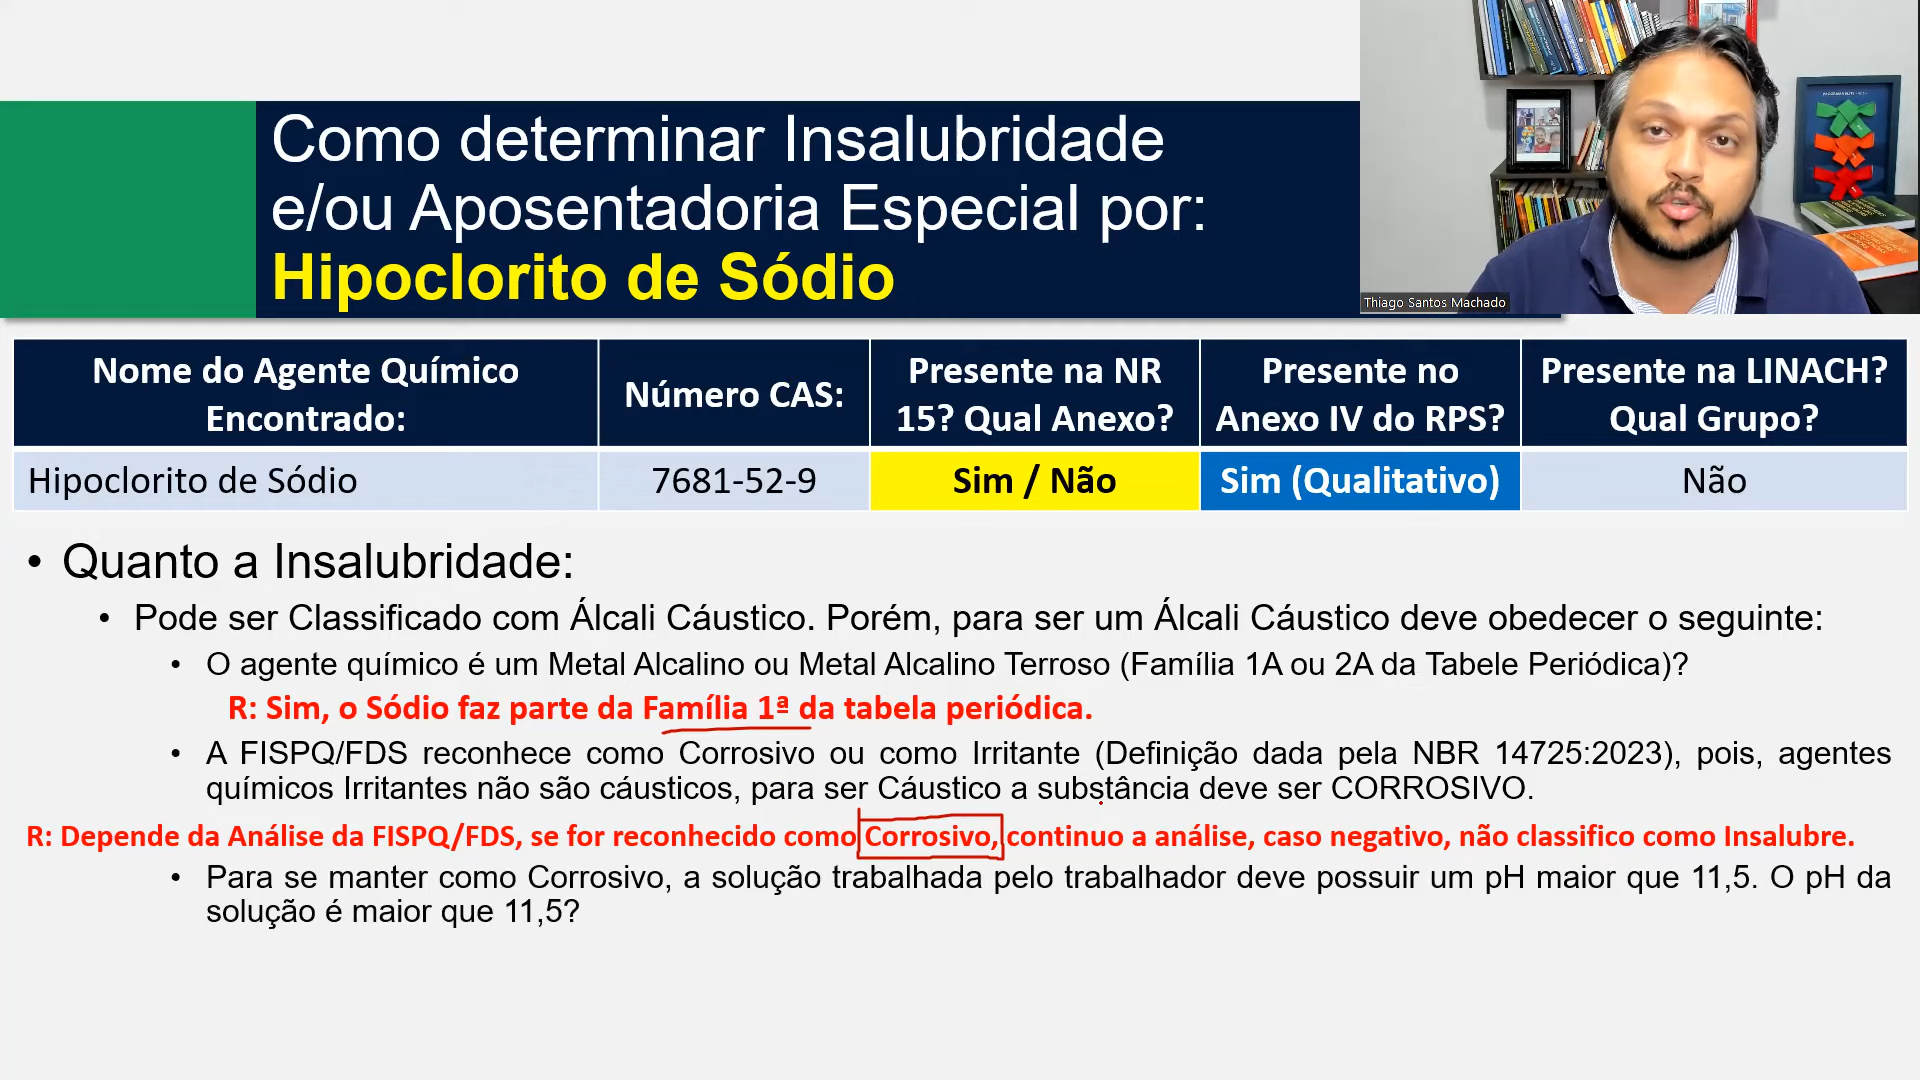 Como determinar Insalubridade
e/ou Aposentadoria Especial por:
Hipoclorito de Sódio
Thiago Santos Machado
Nome do Agente Químico
Encontrado:
Número CAS:
Presente na NR
15? Qual Anexo?
Presente no
Anexo IV do RPS?
Presente na LINACH?
Qual Grupo?
Hipoclorito de Sódio
7681-52-9
Sim / Não
Sim (Qualitativo)
Não
• Quanto a Insalubridade:
• Pode ser Classificado com Álcali Cáustico. Porém, para ser um Álcali Cáustico deve obedecer o seguinte:
• O agente químico é um Metal Alcalino ou Metal Alcalino Terroso (Família 1A ou 2A da Tabele Periódica)?
R: Sim, o Sódio faz parte da Família 1ª da tabela periódica.
• A FISPQ/FDS reconhece como Corrosivo ou como Irritante (Definição dada pela NBR 14725:2023), pois, agentes
químicos Irritantes não são cáusticos, para ser Cáustico a substância deve ser CORROSIVO.
R: Depende da Análise da FISPQ/FDS, se for reconhecido como Corrosivo, continuo a análise, caso negativo, não classifico como Insalubre.
• Para se manter como Corrosivo, a solução trabalhada pelo trabalhador deve possuir um pH maior que 11,5. O pH da
solução é maior que 11,5?